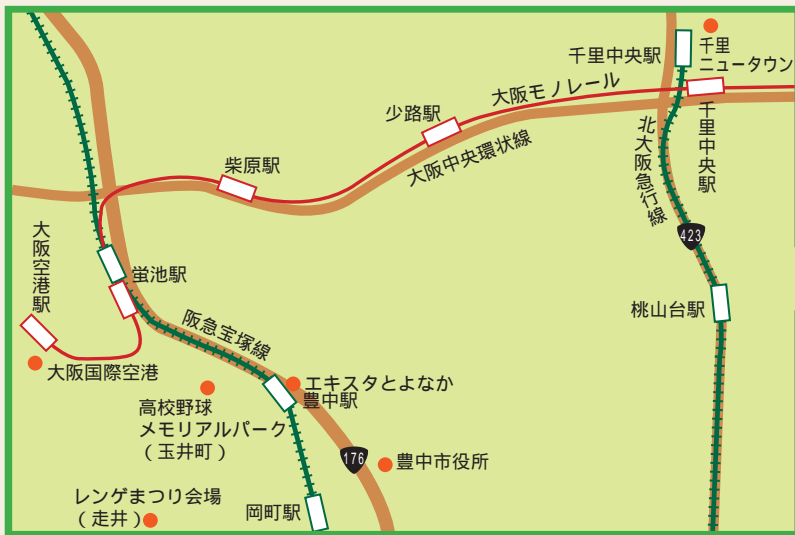 千里中央駅
千里
ニュータウン
大阪モノレール
少路駅
千里中央駅
北大阪急行線
大阪中央環状線
柴原駅
423
大阪空港駅
蛍池駅
桃山台駅
阪急宝塚線
大阪国際空港
エキスタとよなか
豊中駅
高校野球
メモリアルパーク
（玉井町）
176
豊中市役所
レンゲまつり会場
（走井）
岡町駅